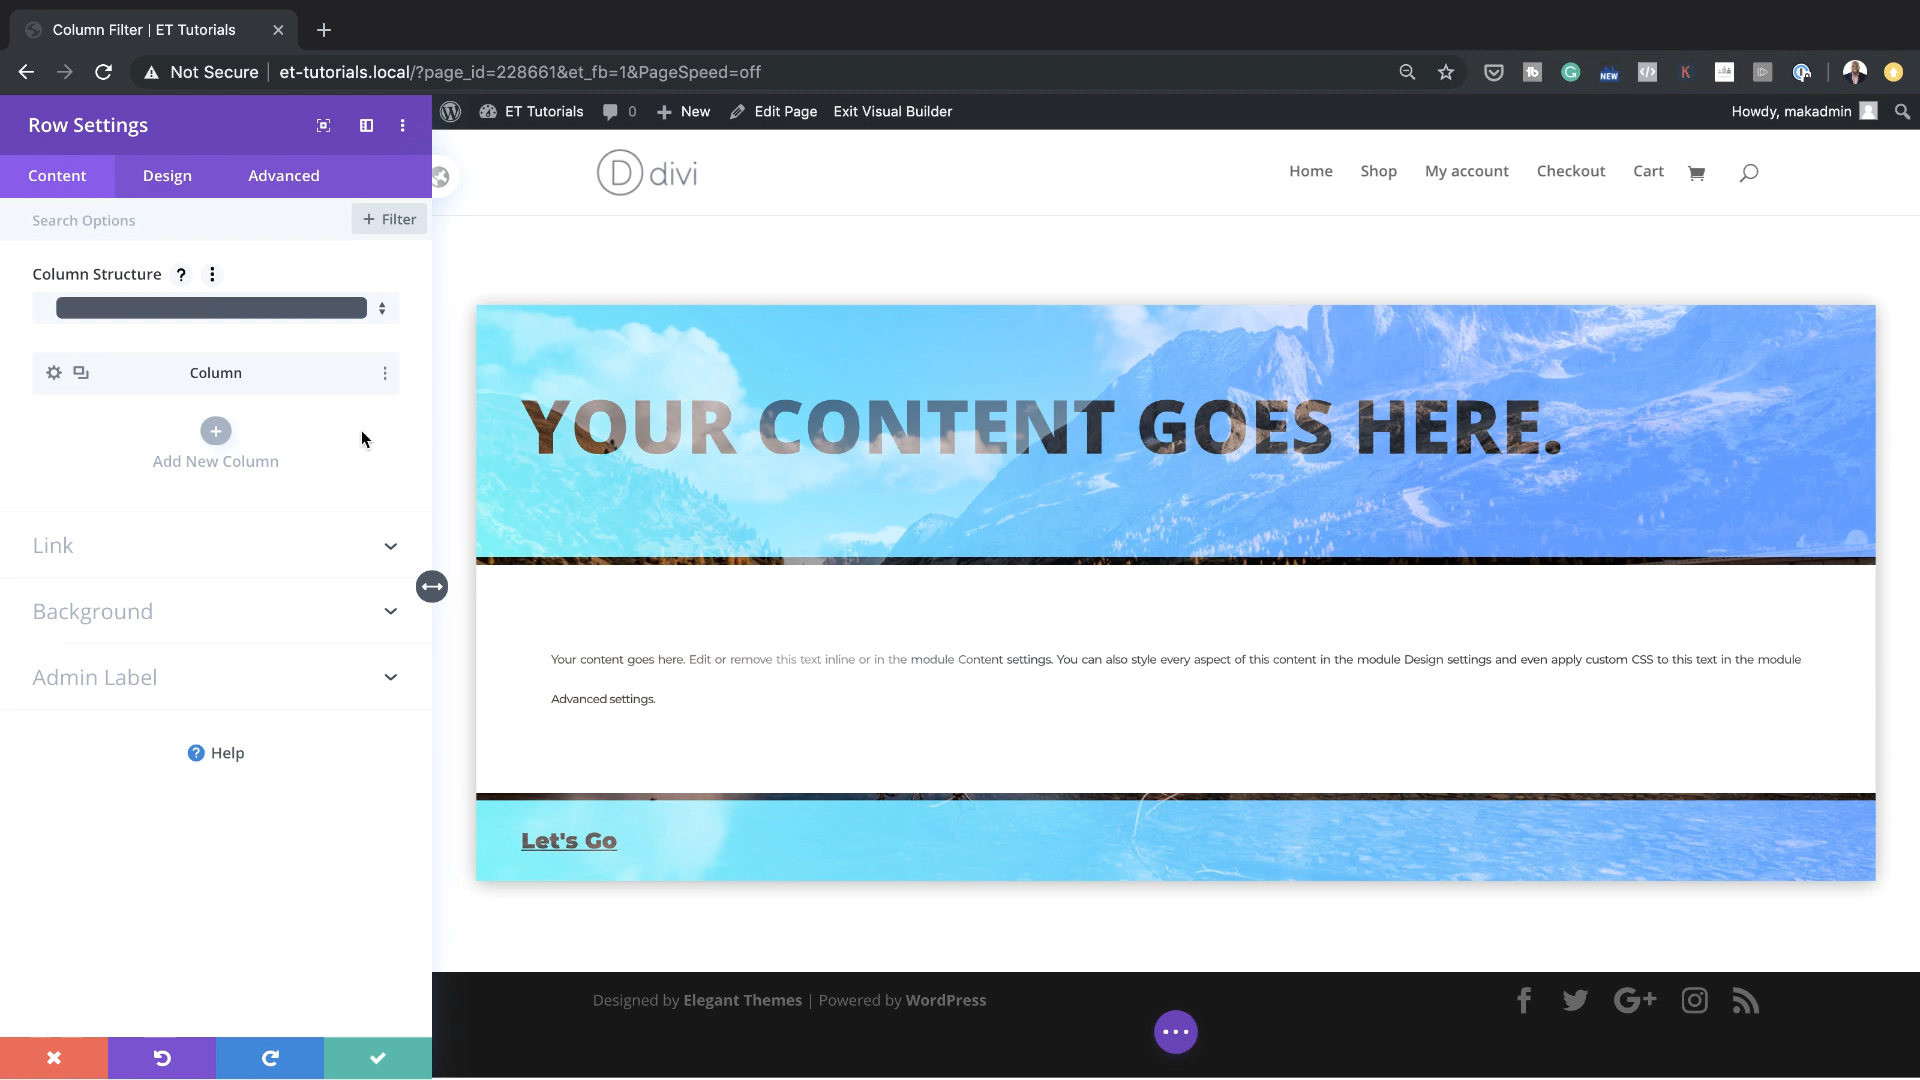 Column Filter | ET Tutorials
Not Secure
et-tutorials.local/?page_id=228661&et_fb=1&PageSpeed=off
NEW
Row Settings
ET Tutorials
0
New
Edit Page
Exit Visual Builder
Howdy, makadmin
Content
Design
Advanced
divi
Home
Shop
My account
Checkout
Cart
Search Options
+ Filter
Column Structure
Column
Add New Column
Link
Background
Admin Label
Help
YOUR CONTENT GOES HERE.
Your content goes here. Edit or remove this text inline or in the module Content settings. You can also style every aspect of this content in the module Design settings and even apply custom CSS to this text in the module
Advanced settings.
Let's Go
Designed by Elegant Themes | Powered by WordPress